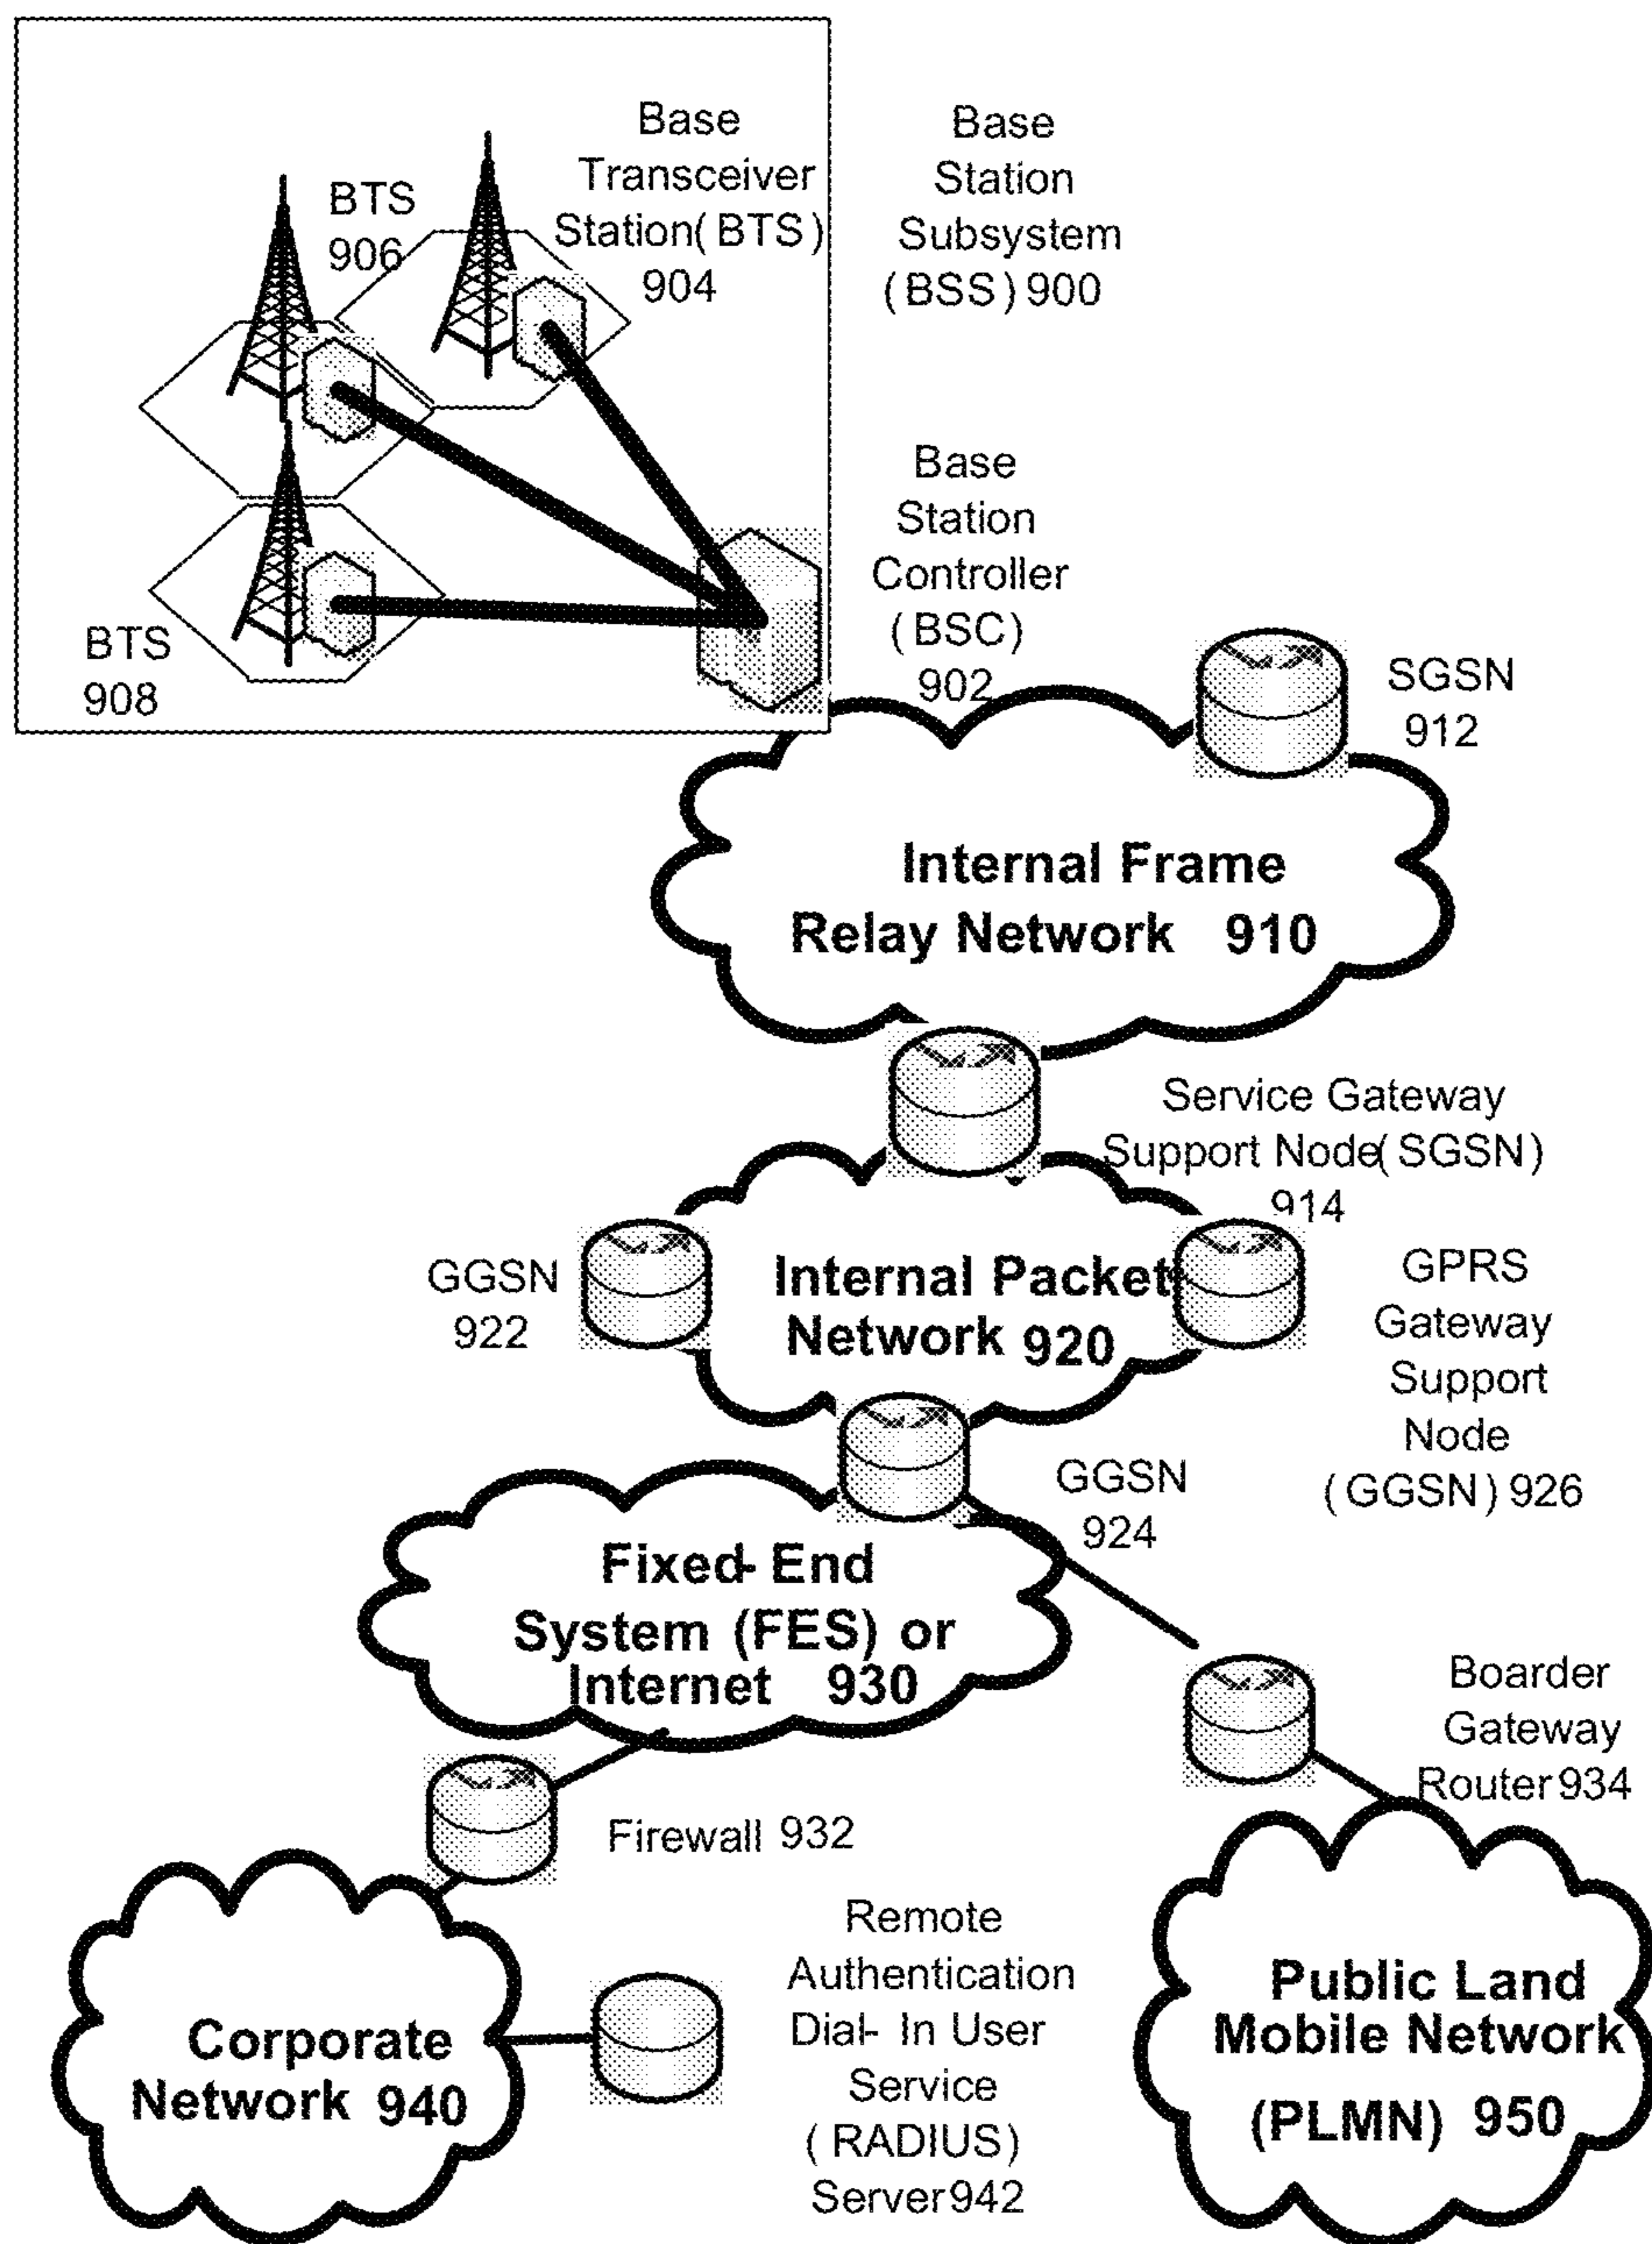 Base
Transceiver
Station(BTS)
904
BTS
906
Base
Station
Subsystem
(BSS) 900
Base
Station
Controller
(BSC)
902
BTS
908
SGSN
912
Internal Frame
Relay Network 910
Service Gateway
Support Node(SGSN)
914
GGSN
922
Internal Packet
Network 920
GPRS
Gateway
Support
Node
(GGSN) 926
GGSN
924
Fixed-End
System (FES) or
Internet 930
Boarder
Gateway
Router 934
Firewall 932
Remote
Authentication
Dial-In User
Service
(RADIUS)
Server 942
Corporate
Network 940
Public Land
Mobile Network
(PLMN) 950